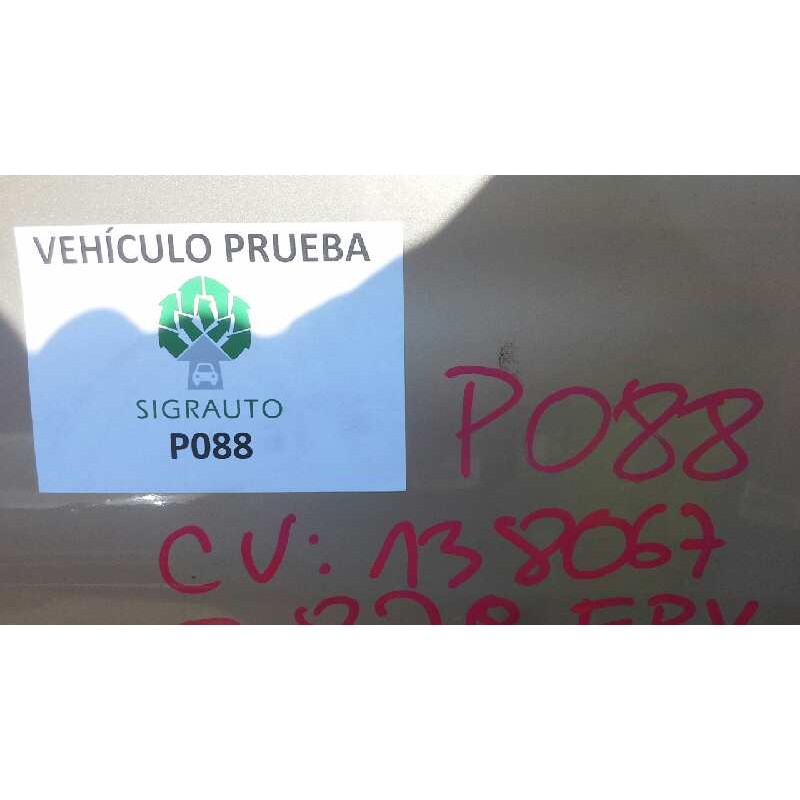 VEHÍCULO PRUEBA
SIGRAUTO
P088
P088
CV: 138067